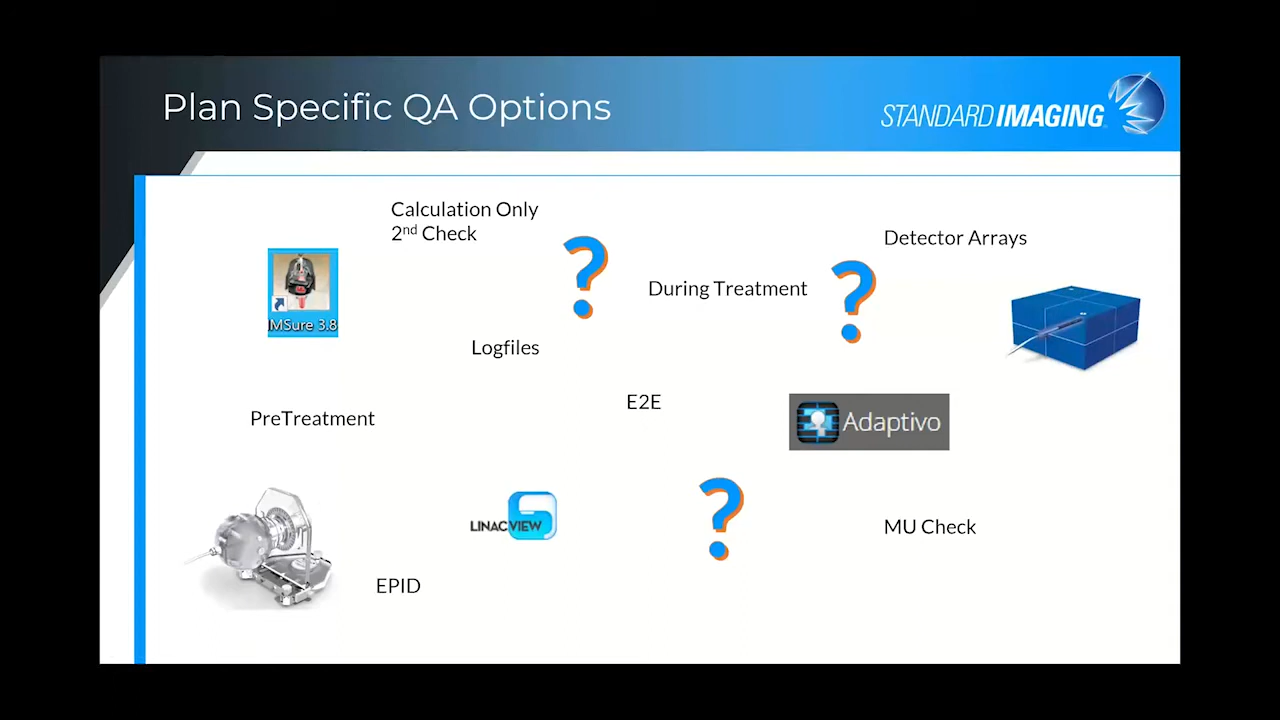 Plan Specific QA Options
STANDARD IMAGING
Calculation Only
2nd Check
Detector Arrays
?
?
During Treatment
IMSure 3.8
Logfiles
E2E
PreTreatment
Adaptivo
?
LINACVIEW
MU Check
EPID